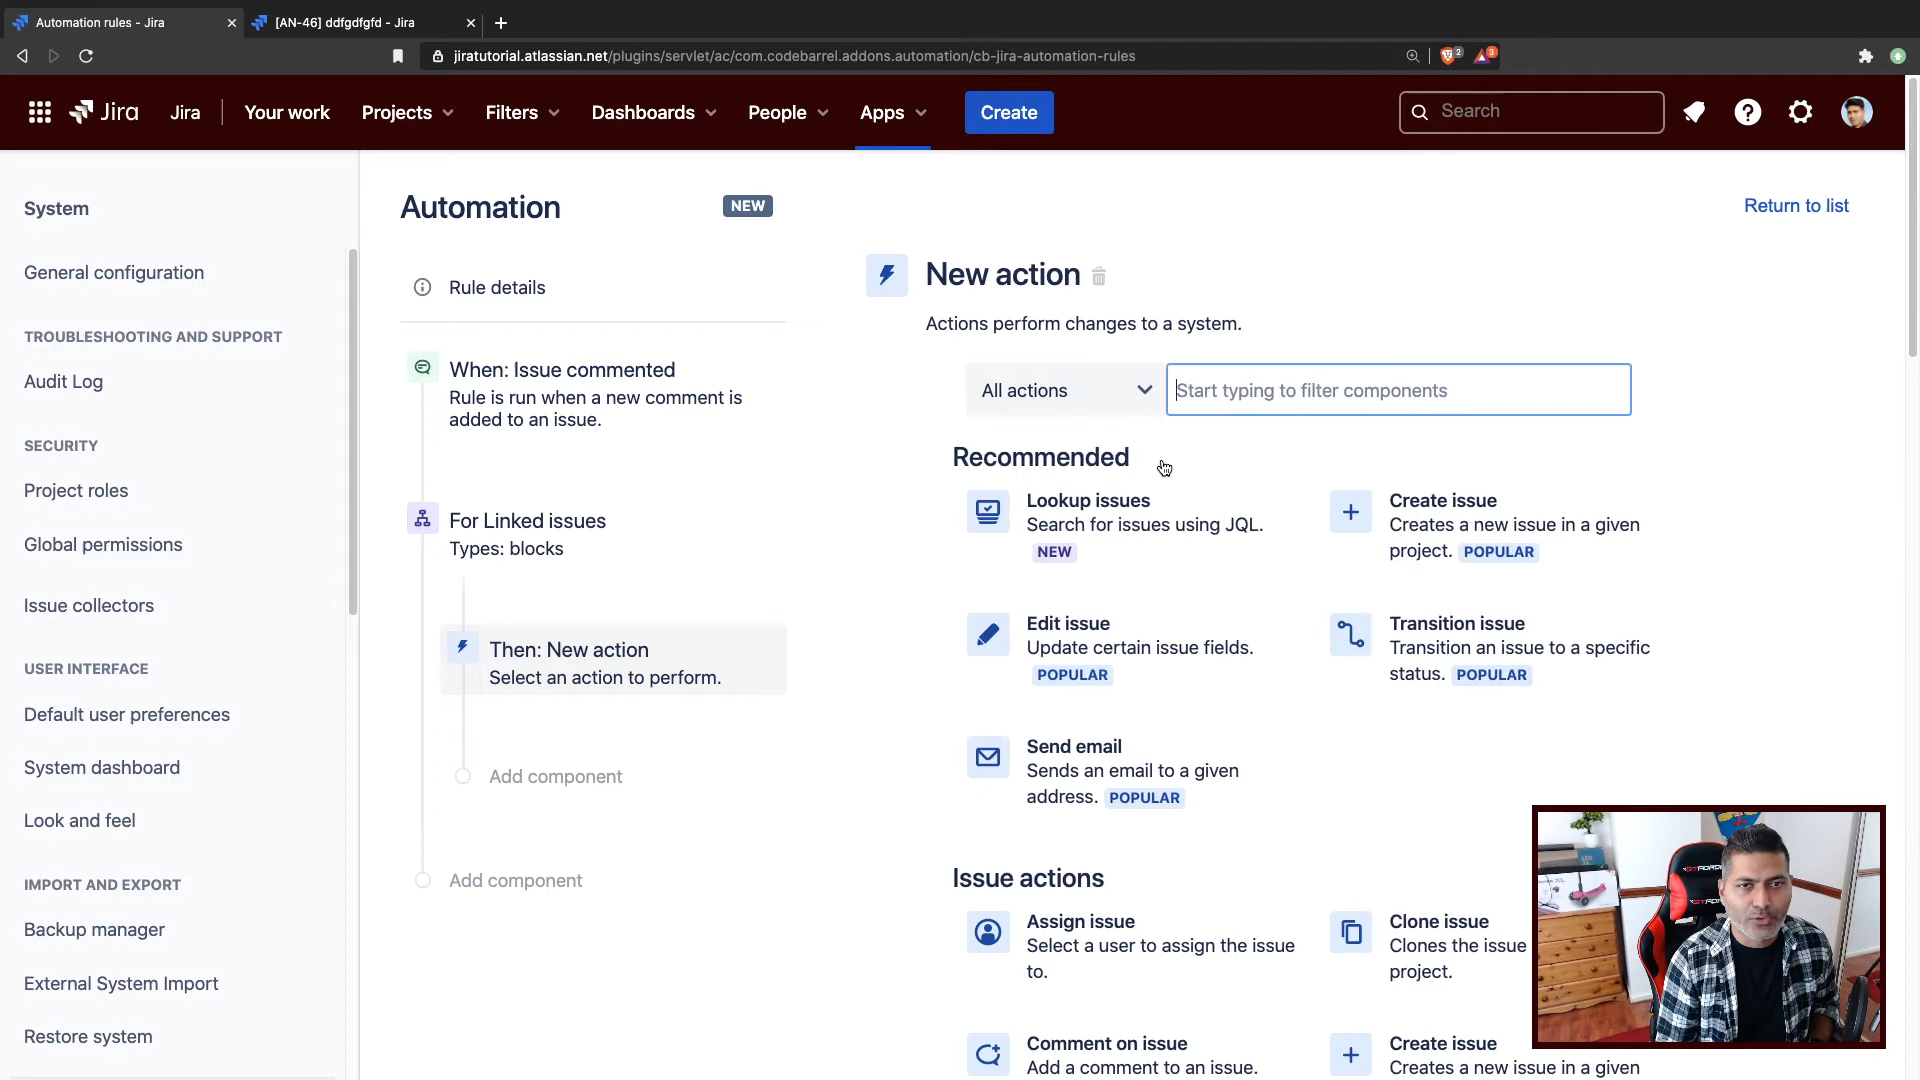 Automation rules - Jira
[AN-46] ddfgdfgfd - Jira
jiratutorial.atlassian.net/plugins/servlet/ac/com.codebarrel.addons.automation/cb-jira-automation-rules
2
3
Jira
Jira
Your work
Projects
Filters
Dashboards
People
Apps
Create
Search
System
General configuration
TROUBLESHOOTING AND SUPPORT
Audit Log
SECURITY
Project roles
Global permissions
Issue collectors
USER INTERFACE
Default user preferences
System dashboard
Look and feel
IMPORT AND EXPORT
Backup manager
External System Import
Restore system
Automation
NEW
Return to list
Rule details
When: Issue commented
Rule is run when a new comment is
added to an issue.
For Linked issues
Types: blocks
Then: New action
Select an action to perform.
Add component
Add component
New action
Actions perform changes to a system.
All actions
Start typing to filter components
Recommended
Lookup issues
Search for issues using JQL.
NEW
Create issue
Creates a new issue in a given
project. POPULAR
Edit issue
Update certain issue fields.
POPULAR
Transition issue
Transition an issue to a specific
status. POPULAR
Send email
Sends an email to a given
address. POPULAR
Issue actions
Assign issue
Select a user to assign the issue
to.
Clone issue
Clones the issue
project.
Comment on issue
Add a comment to an issue.
Create issue
Creates a new issue in a given